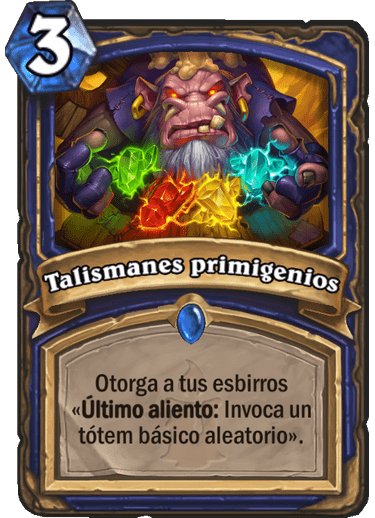 3
Talismanes primigenios
Otorga a tus esbirros
«Último aliento: Invoca un
tótem básico aleatorio».